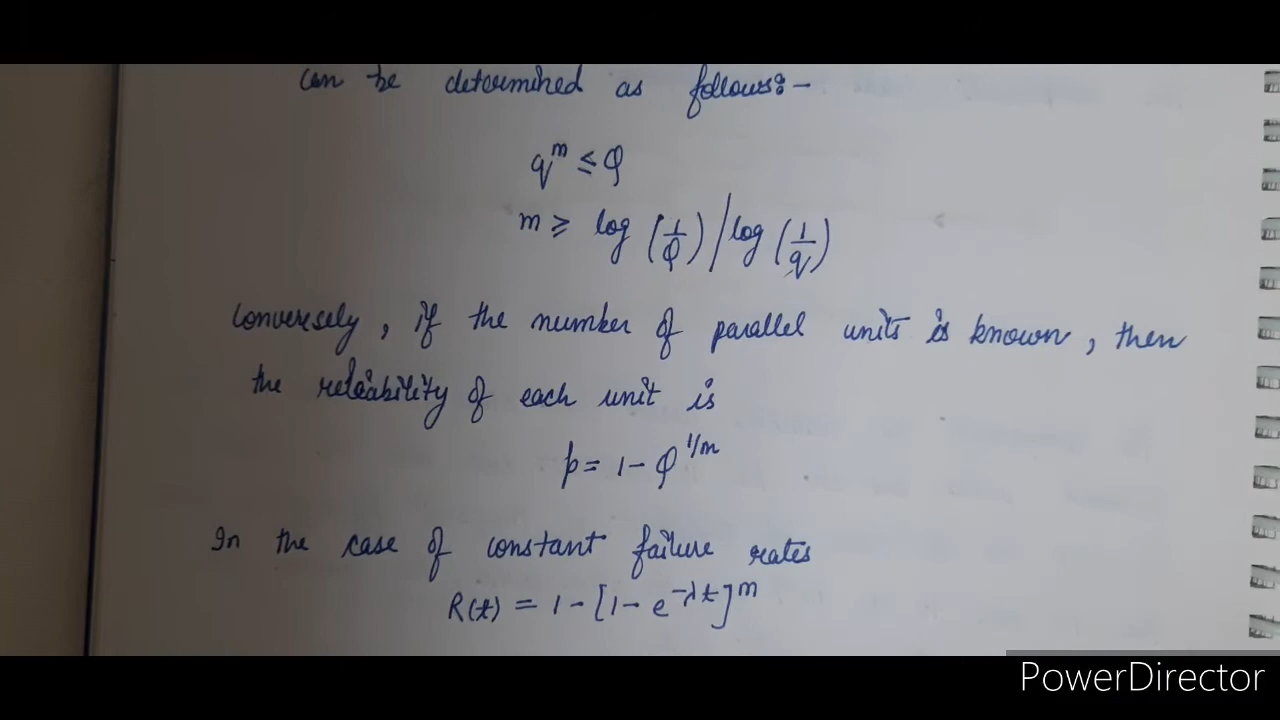 can be determined as follows:-
q^m ≤ Q
m ≥ log (1/Q) / log (1/q)
conversely, if the number of parallel units is known, then
the reliability of each unit is
p = 1 - Q^1/m
In the case of constant failure rates
R(t) = 1 - [1 - e^-λt]^m
PowerDirector